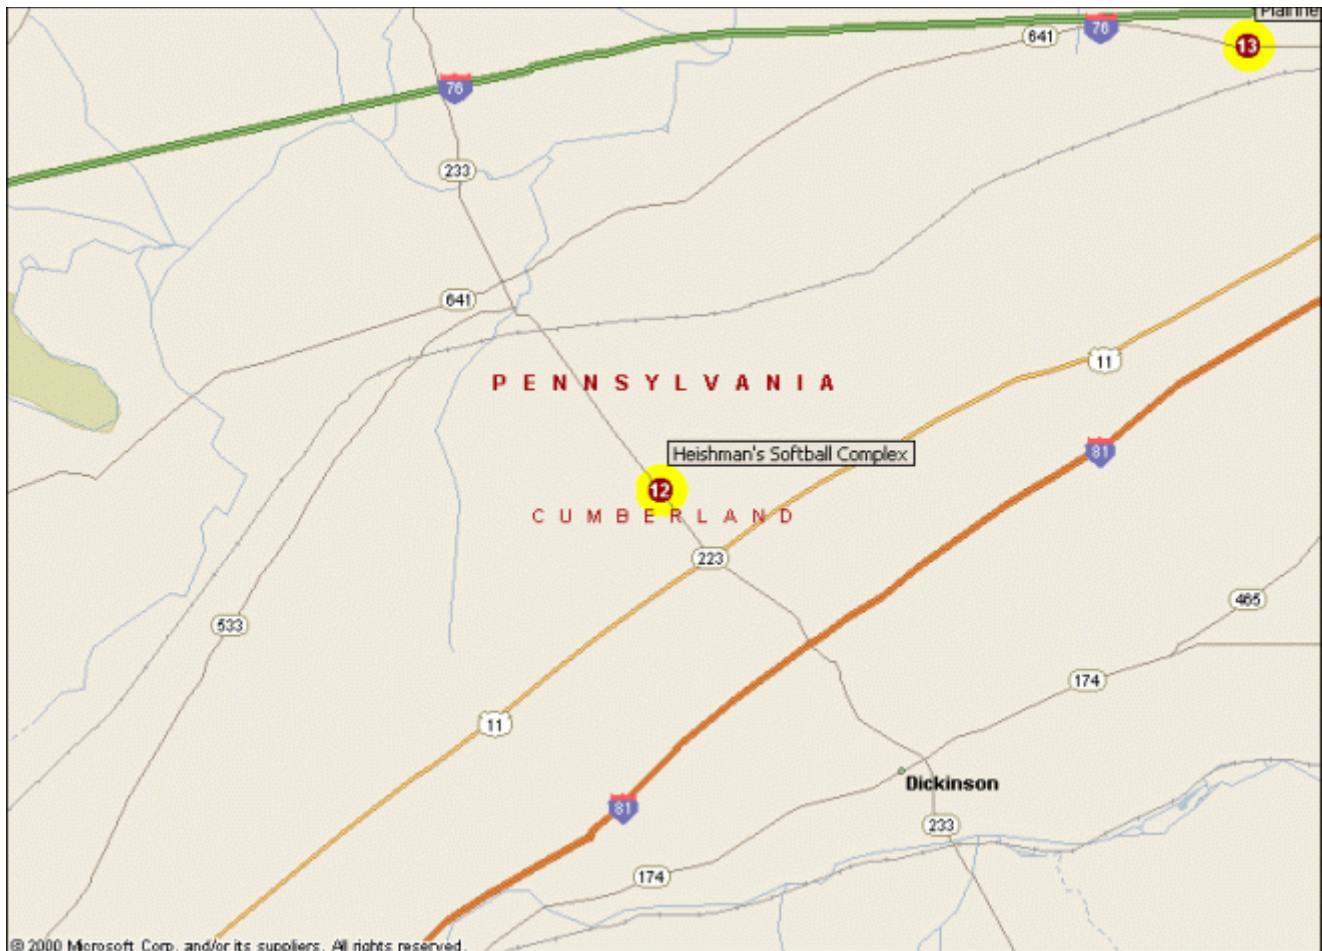 Plainfie
76
641
13
76
233
641
11
PENNSYLVANIA
Heishman's Softball Complex
81
12
CUMBERLAND
223
465
533
174
11
Dickinson
81
233
174
© 2000 Microsoft Corp. and/or its suppliers. All rights reserved.